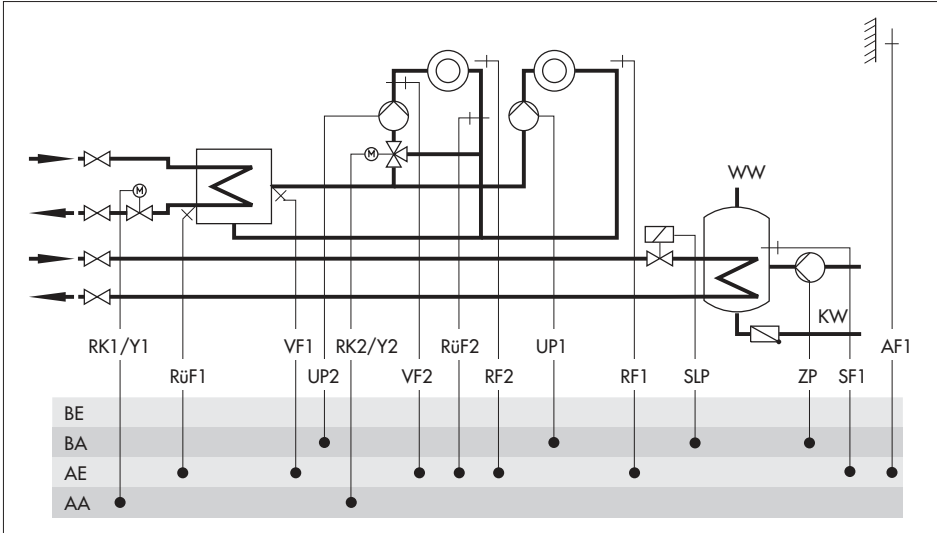 M
WW
M
KW
RK1/Y1 VF1 RK2/Y2 RüF2 UP1 AF1
RüF1 UP2 VF2 RF2 RF1 SLP ZP SF1
BE
BA
AE
AA